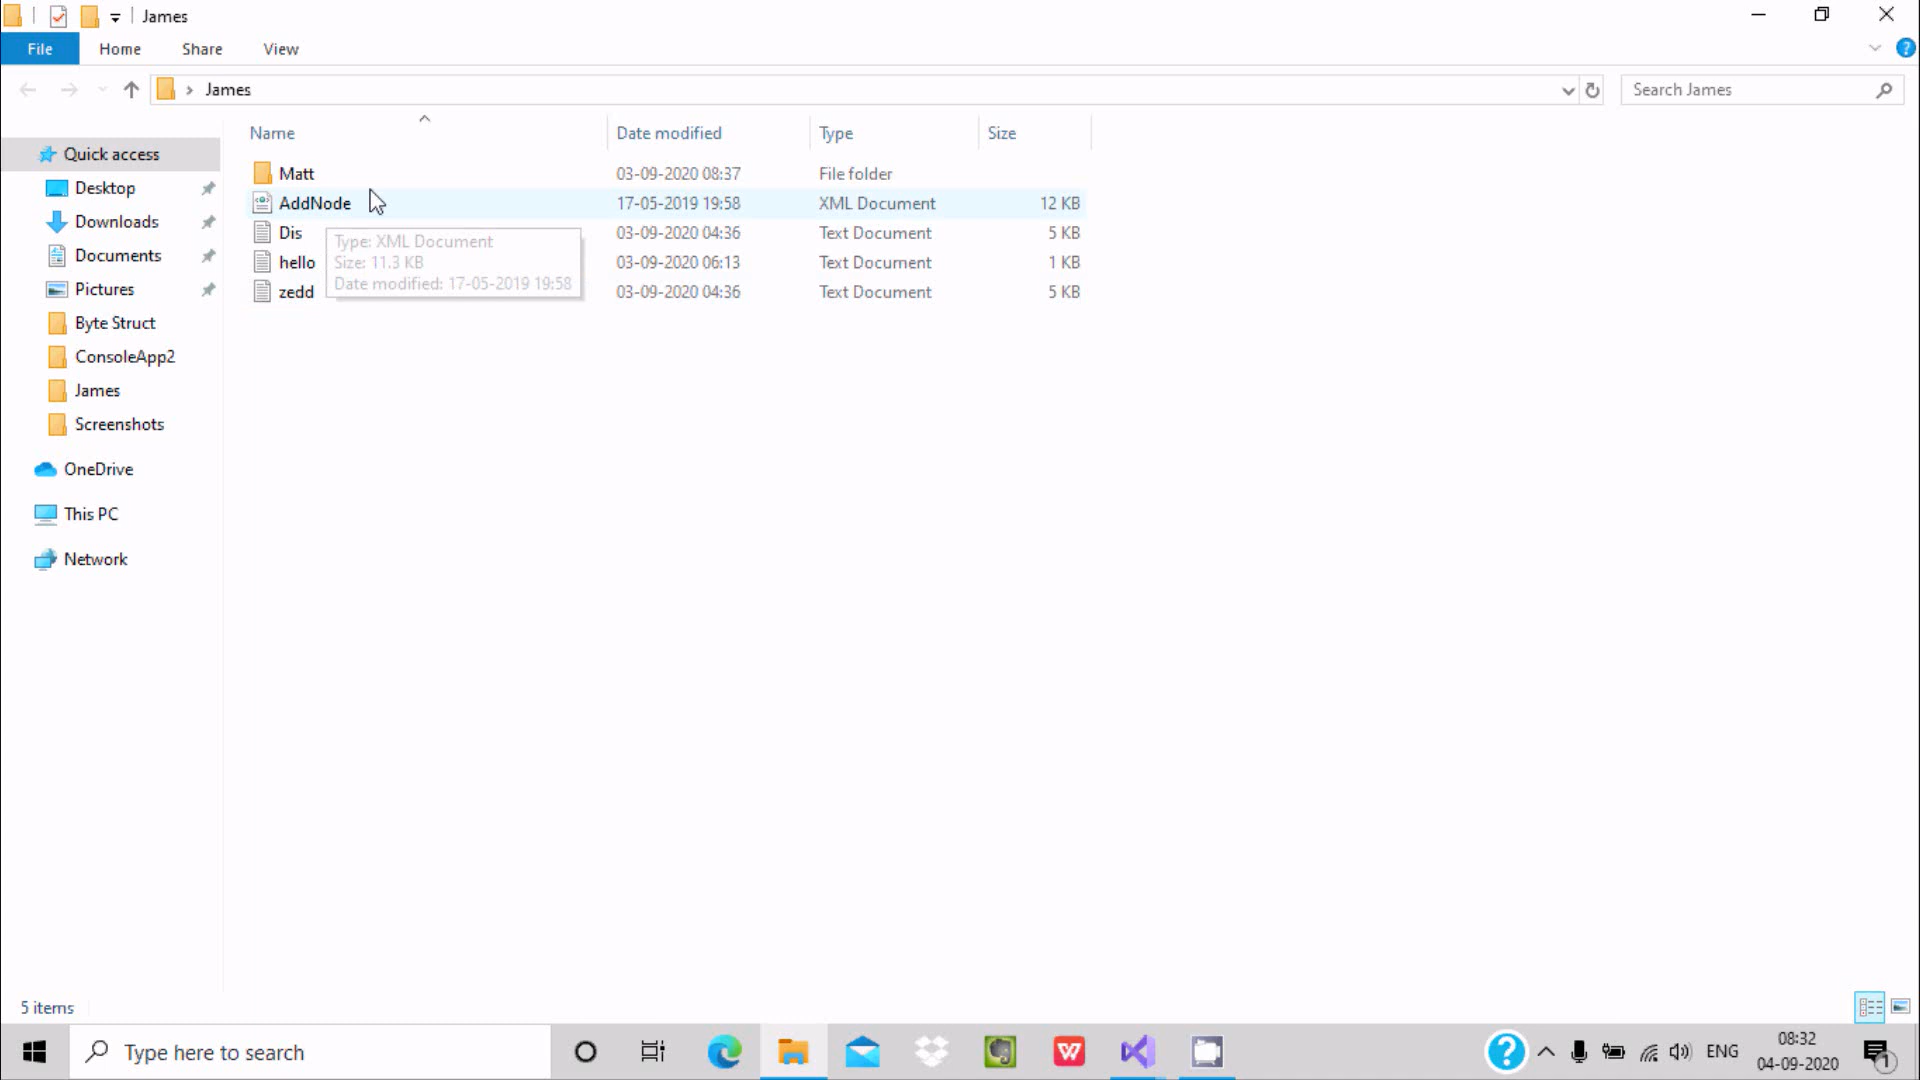 James
File Home Share View
James
Search James
Name Date modified Type Size
Quick access
Desktop
Downloads
Documents
Pictures
Byte Struct
ConsoleApp2
James
Screenshots
OneDrive
This PC
Network
Matt 03-09-2020 08:37 File folder
AddNode 17-05-2019 19:58 XML Document 12 KB
Dis 03-09-2020 04:36 Text Document 5 KB
hello 03-09-2020 06:13 Text Document 1 KB
zedd 03-09-2020 04:36 Text Document 5 KB
Type: XML Document
Size: 11.3 KB
Date modified: 17-05-2019 19:58
5 items
Type here to search
ENG
08:32
04-09-2020
1